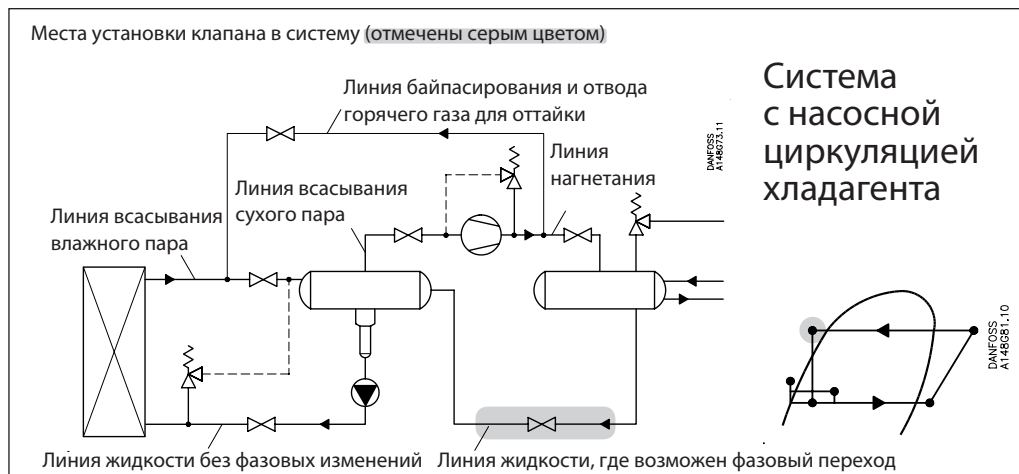 Места установки клапана в систему (отмечены серым цветом)
Линия байпасирования и отвода
горячего газа для оттайки
Система
с насосной
циркуляцией
хладагента
DANFOSS
A148G73.11
Линия
нагнетания
Линия всасывания
сухого пара
Линия всасывания
влажного пара
DANFOSS
A148G81.10
Линия жидкости без фазовых изменений
Линия жидкости, где возможен фазовый переход